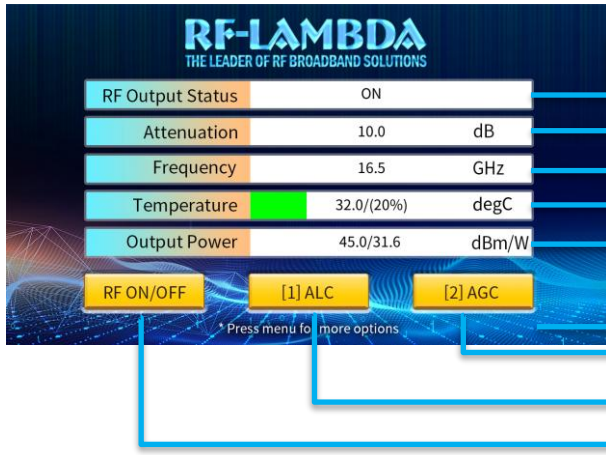 RF-LAMBDA
THE LEADER OF RF BROADBAND SOLUTIONS
RF Output Status ON
Attenuation 10.0 dB
Frequency 16.5 GHz
Temperature 32.0/(20%) degC
Output Power 45.0/31.6 dBm/W
RF ON/OFF [1] ALC [2] AGC
* Press menu for more options